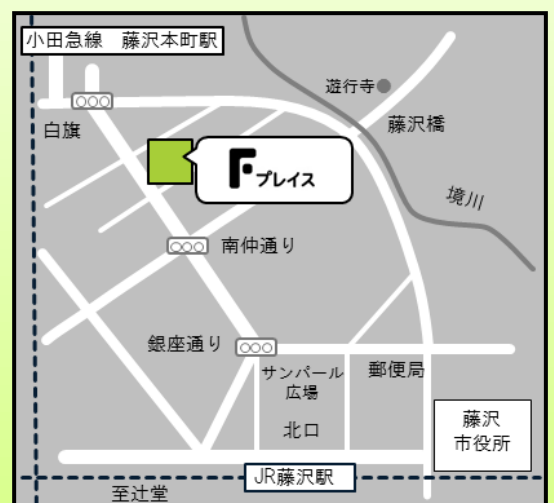 小田急線 藤沢本町駅
遊行寺
藤沢橋
白旗
Fプレイス
境川
南仲通り
銀座通り
サンパール
広場
郵便局
北口
藤沢
市役所
JR藤沢駅
至辻堂